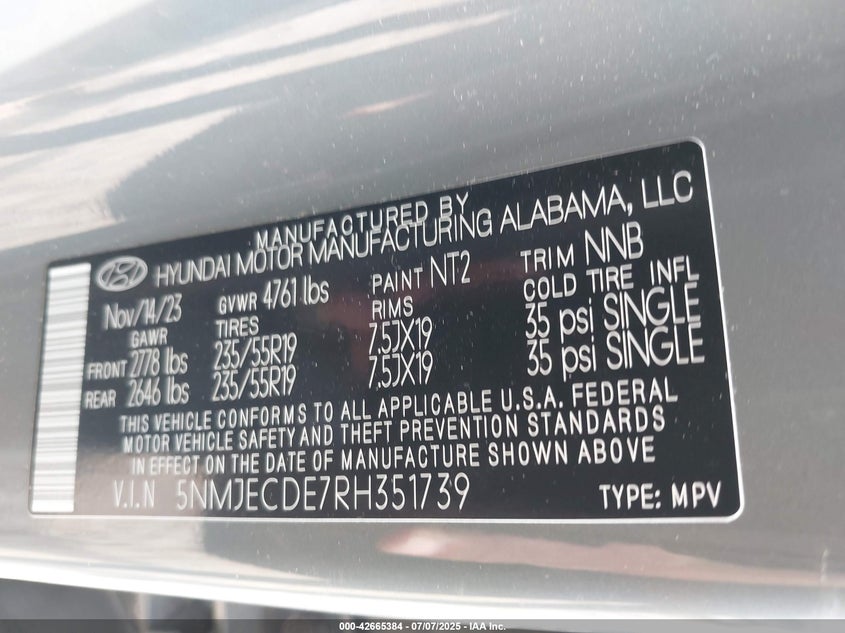 MANUFACTURED BY
HYUNDAI MOTOR MANUFACTURING ALABAMA, LLC
Nov/14/23 GVWR 4761 lbs PAINT NT2 TRIM NNB
GAWR TIRES RIMS COLD TIRE INFL
FRONT 2778 lbs 235/55R19 7.5JX19 35 psi SINGLE
REAR 2646 lbs 235/55R19 7.5JX19 35 psi SINGLE
THIS VEHICLE CONFORMS TO ALL APPLICABLE U.S.A. FEDERAL
MOTOR VEHICLE SAFETY AND THEFT PREVENTION STANDARDS
IN EFFECT ON THE DATE OF MANUFACTURE SHOWN ABOVE
V.I.N 5NMJECDE7RH351739 TYPE: MPV
000-42665384 / 07/07/2025 - IAA Inc.